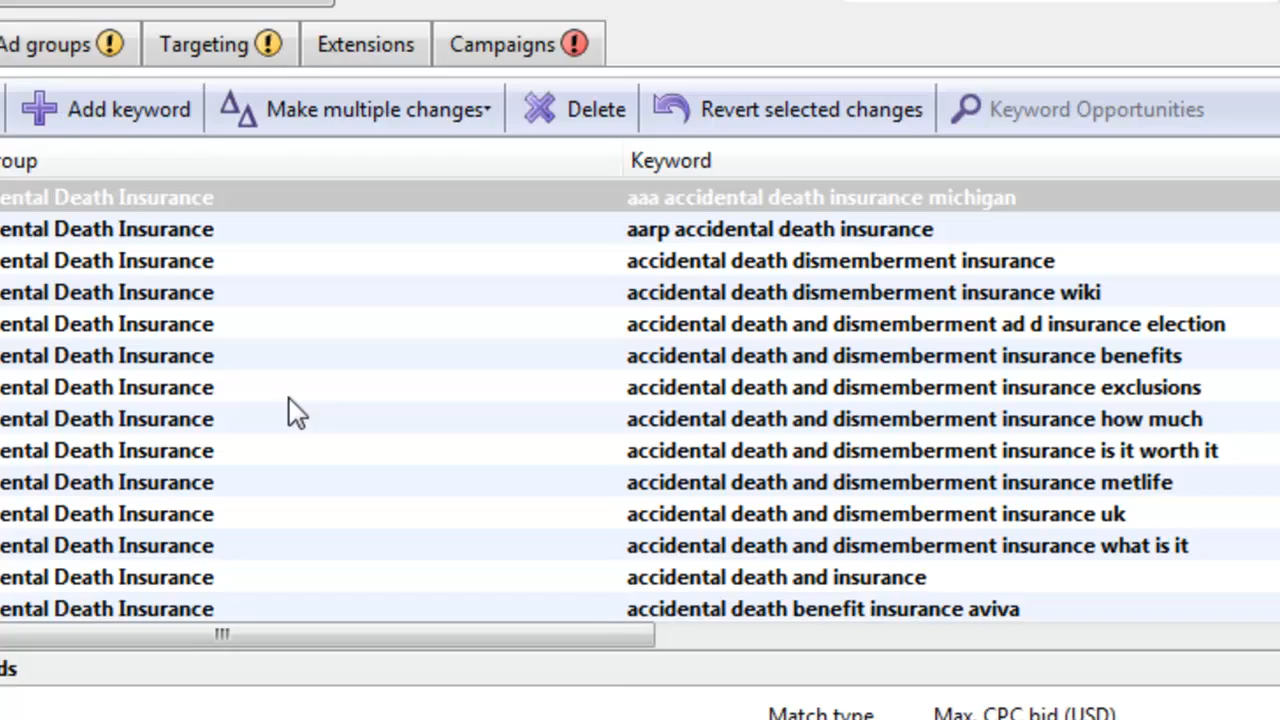 Ad groups Targeting Extensions Campaigns
Add keyword Make multiple changes Delete Revert selected changes Keyword Opportunities
roup Keyword
ental Death Insurance aaa accidental death insurance michigan
ental Death Insurance aarp accidental death insurance
ental Death Insurance accidental death dismemberment insurance
ental Death Insurance accidental death dismemberment insurance wiki
ental Death Insurance accidental death and dismemberment ad d insurance election
ental Death Insurance accidental death and dismemberment insurance benefits
ental Death Insurance accidental death and dismemberment insurance exclusions
ental Death Insurance accidental death and dismemberment insurance how much
ental Death Insurance accidental death and dismemberment insurance is it worth it
ental Death Insurance accidental death and dismemberment insurance metlife
ental Death Insurance accidental death and dismemberment insurance uk
ental Death Insurance accidental death and dismemberment insurance what is it
ental Death Insurance accidental death and insurance
ental Death Insurance accidental death benefit insurance aviva
ds
Match type Max. CPC bid (USD)